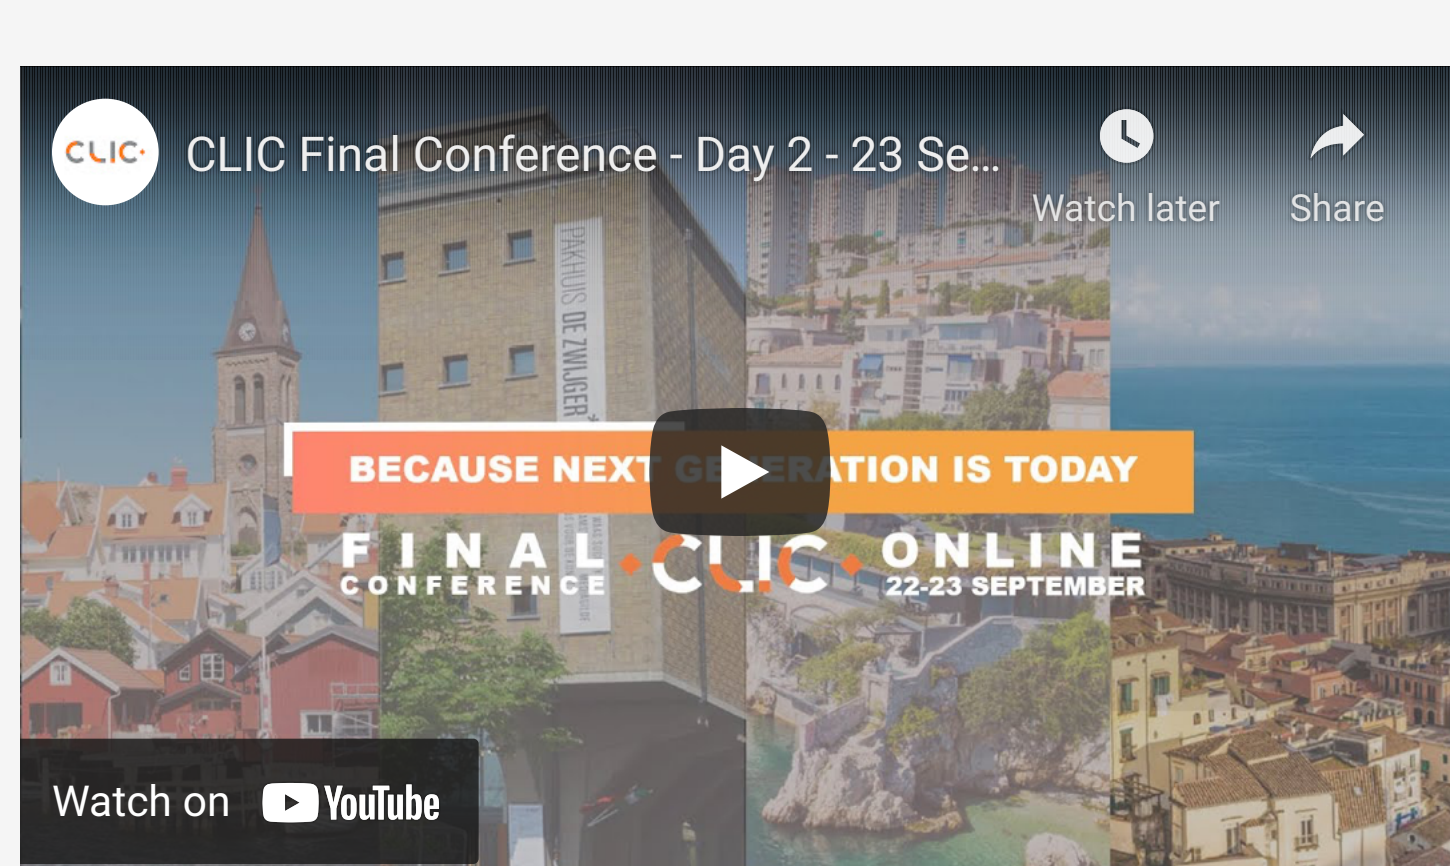 CLIC
CLIC Final Conference - Day 2 - 23 Se...
Watch later
Share
PAKHUIS DE ZWIJGER*
BECAUSE NEXT GENERATION IS TODAY
FINAL
CONFERENCE
CLIC
ONLINE
22-23 SEPTEMBER
Watch on YouTube